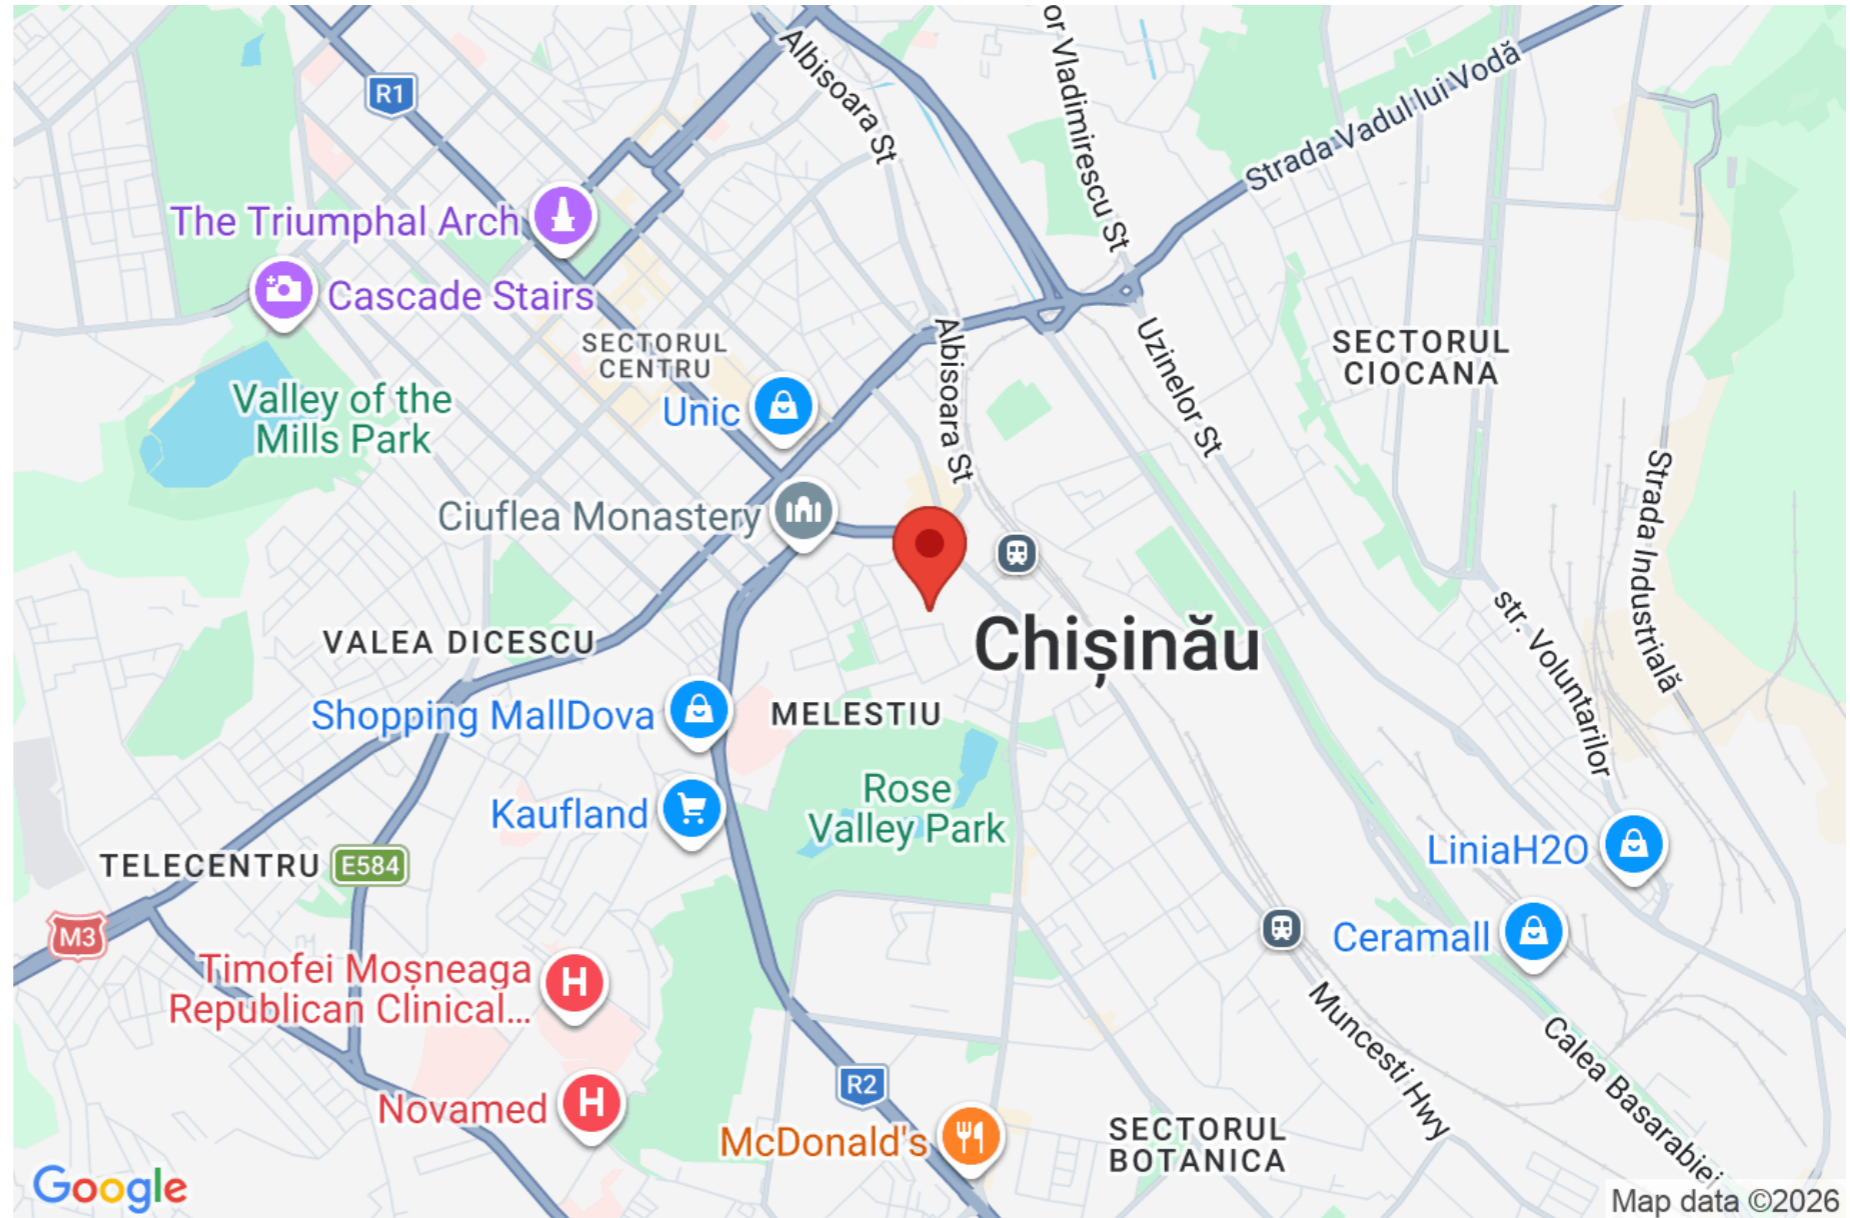 or Vladimirescu St
Albisoara St
Strada Vadul lui Vodă
R1
The Triumphal Arch
Cascade Stairs
SECTORUL
CENTRU
Albisoara St
Uzinelor St
SECTORUL
CIOCANA
Valley of the
Mills Park
Unic
Ciuflea Monastery
Strada Industrială
str. Voluntarilor
VALEA DICESCU
Chișinău
Shopping MallDova
MELESTIU
Rose
Valley Park
Kaufland
LiniaH2O
TELECENTRU
E584
M3
Ceramall
Timofei Moșneaga
Republican Clinical...
Muncesti Hwy
Calea Basarabiei
R2
Novamed
McDonald's
SECTORUL
BOTANICA
Google
Map data ©2026